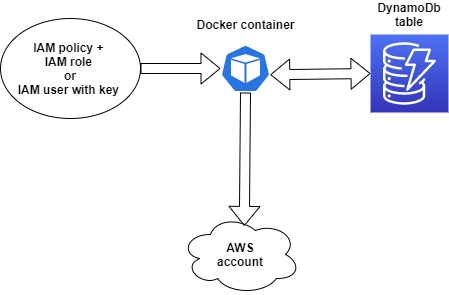 IAM policy +
IAM role
or
IAM user with key
Docker container
DynamoDb
table
AWS
account